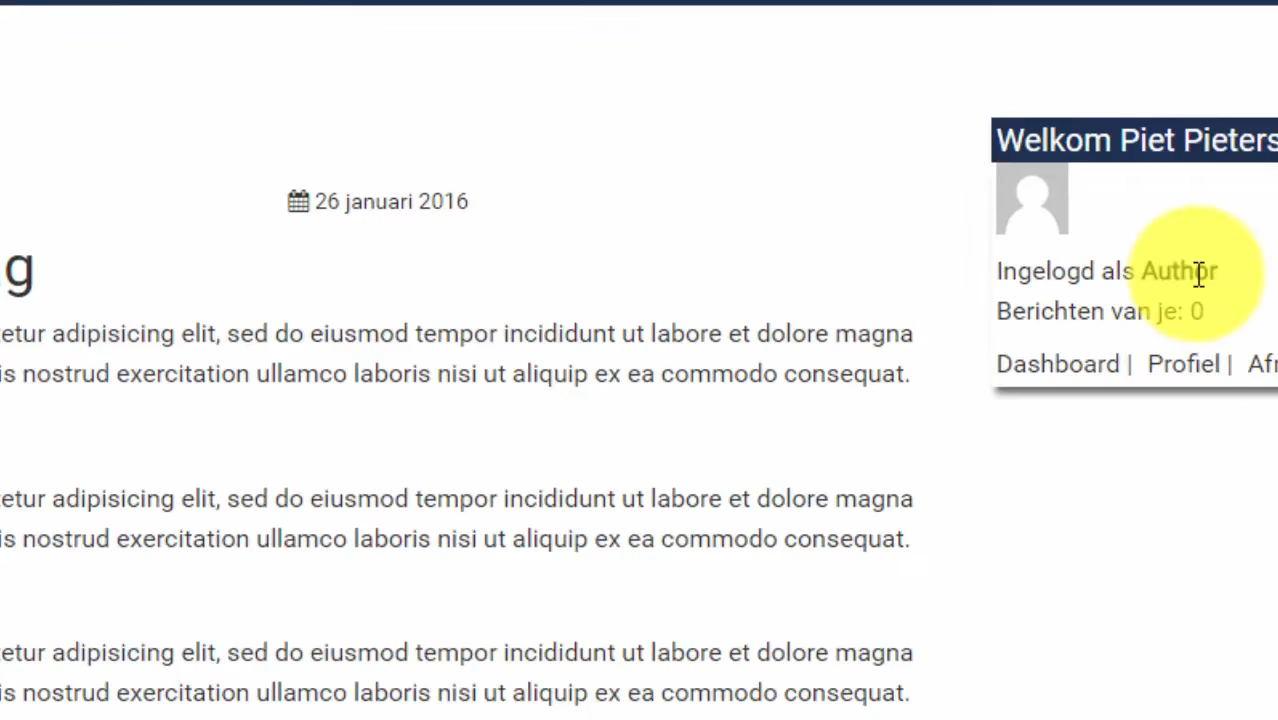 Welkom Piet Pieters
26 januari 2016
g
Ingelogd als Author
Berichten van je: 0
etur adipisicing elit, sed do eiusmod tempor incididunt ut labore et dolore magna
is nostrud exercitation ullamco laboris nisi ut aliquip ex ea commodo consequat.
Dashboard | Profiel | Af
etur adipisicing elit, sed do eiusmod tempor incididunt ut labore et dolore magna
is nostrud exercitation ullamco laboris nisi ut aliquip ex ea commodo consequat.
etur adipisicing elit, sed do eiusmod tempor incididunt ut labore et dolore magna
is nostrud exercitation ullamco laboris nisi ut aliquip ex ea commodo consequat.